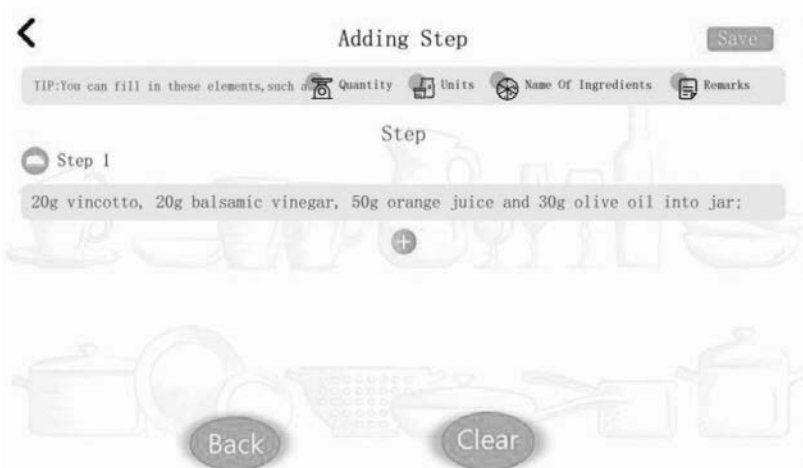 Adding Step
Save
TIP:You can fill in these elements,such a
Quantity
Units
Name Of Ingredients
Remarks
Step
Step 1
20g vincotto, 20g balsamic vinegar, 50g orange juice and 30g olive oil into jar;
Back
Clear